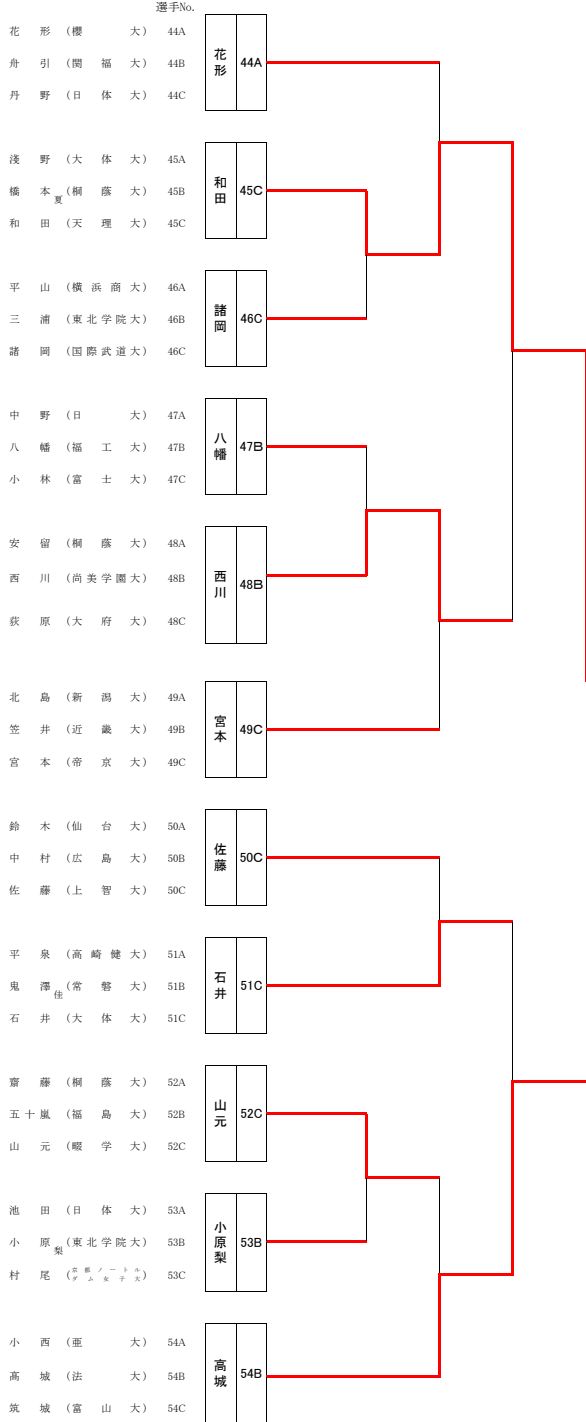 選手No.
花形（櫻大） 44A
舟引（関福大） 44B
丹野（日体大） 44C
花形 44A
淺野（大体大） 45A
橋本夏（桐蔭大） 45B
和田（天理大） 45C
和田 45C
平山（横浜商大） 46A
三浦（東北学院大） 46B
諸岡（国際武道大） 46C
諸岡 46C
中野（日大） 47A
八幡（福工大） 47B
小林（富士大） 47C
八幡 47B
安留（桐蔭大） 48A
西川（尚美学園大） 48B
荻原（大府大） 48C
西川 48B
北島（新潟大） 49A
笠井（近畿大） 49B
宮本（帝京大） 49C
宮本 49C
鈴木（仙台大） 50A
中村（広島大） 50B
佐藤（上智大） 50C
佐藤 50C
平泉（高崎健大） 51A
鬼澤佳（常磐大） 51B
石井（大体大） 51C
石井 51C
齋藤（桐蔭大） 52A
五十嵐（福島大） 52B
山元（畷学大） 52C
山元 52C
池田（日体大） 53A
小原梨（東北学院大） 53B
村尾（京都ノートルダム女子大） 53C
小原梨 53B
小西（亜大） 54A
高城（法大） 54B
筑城（富山大） 54C
高城 54B